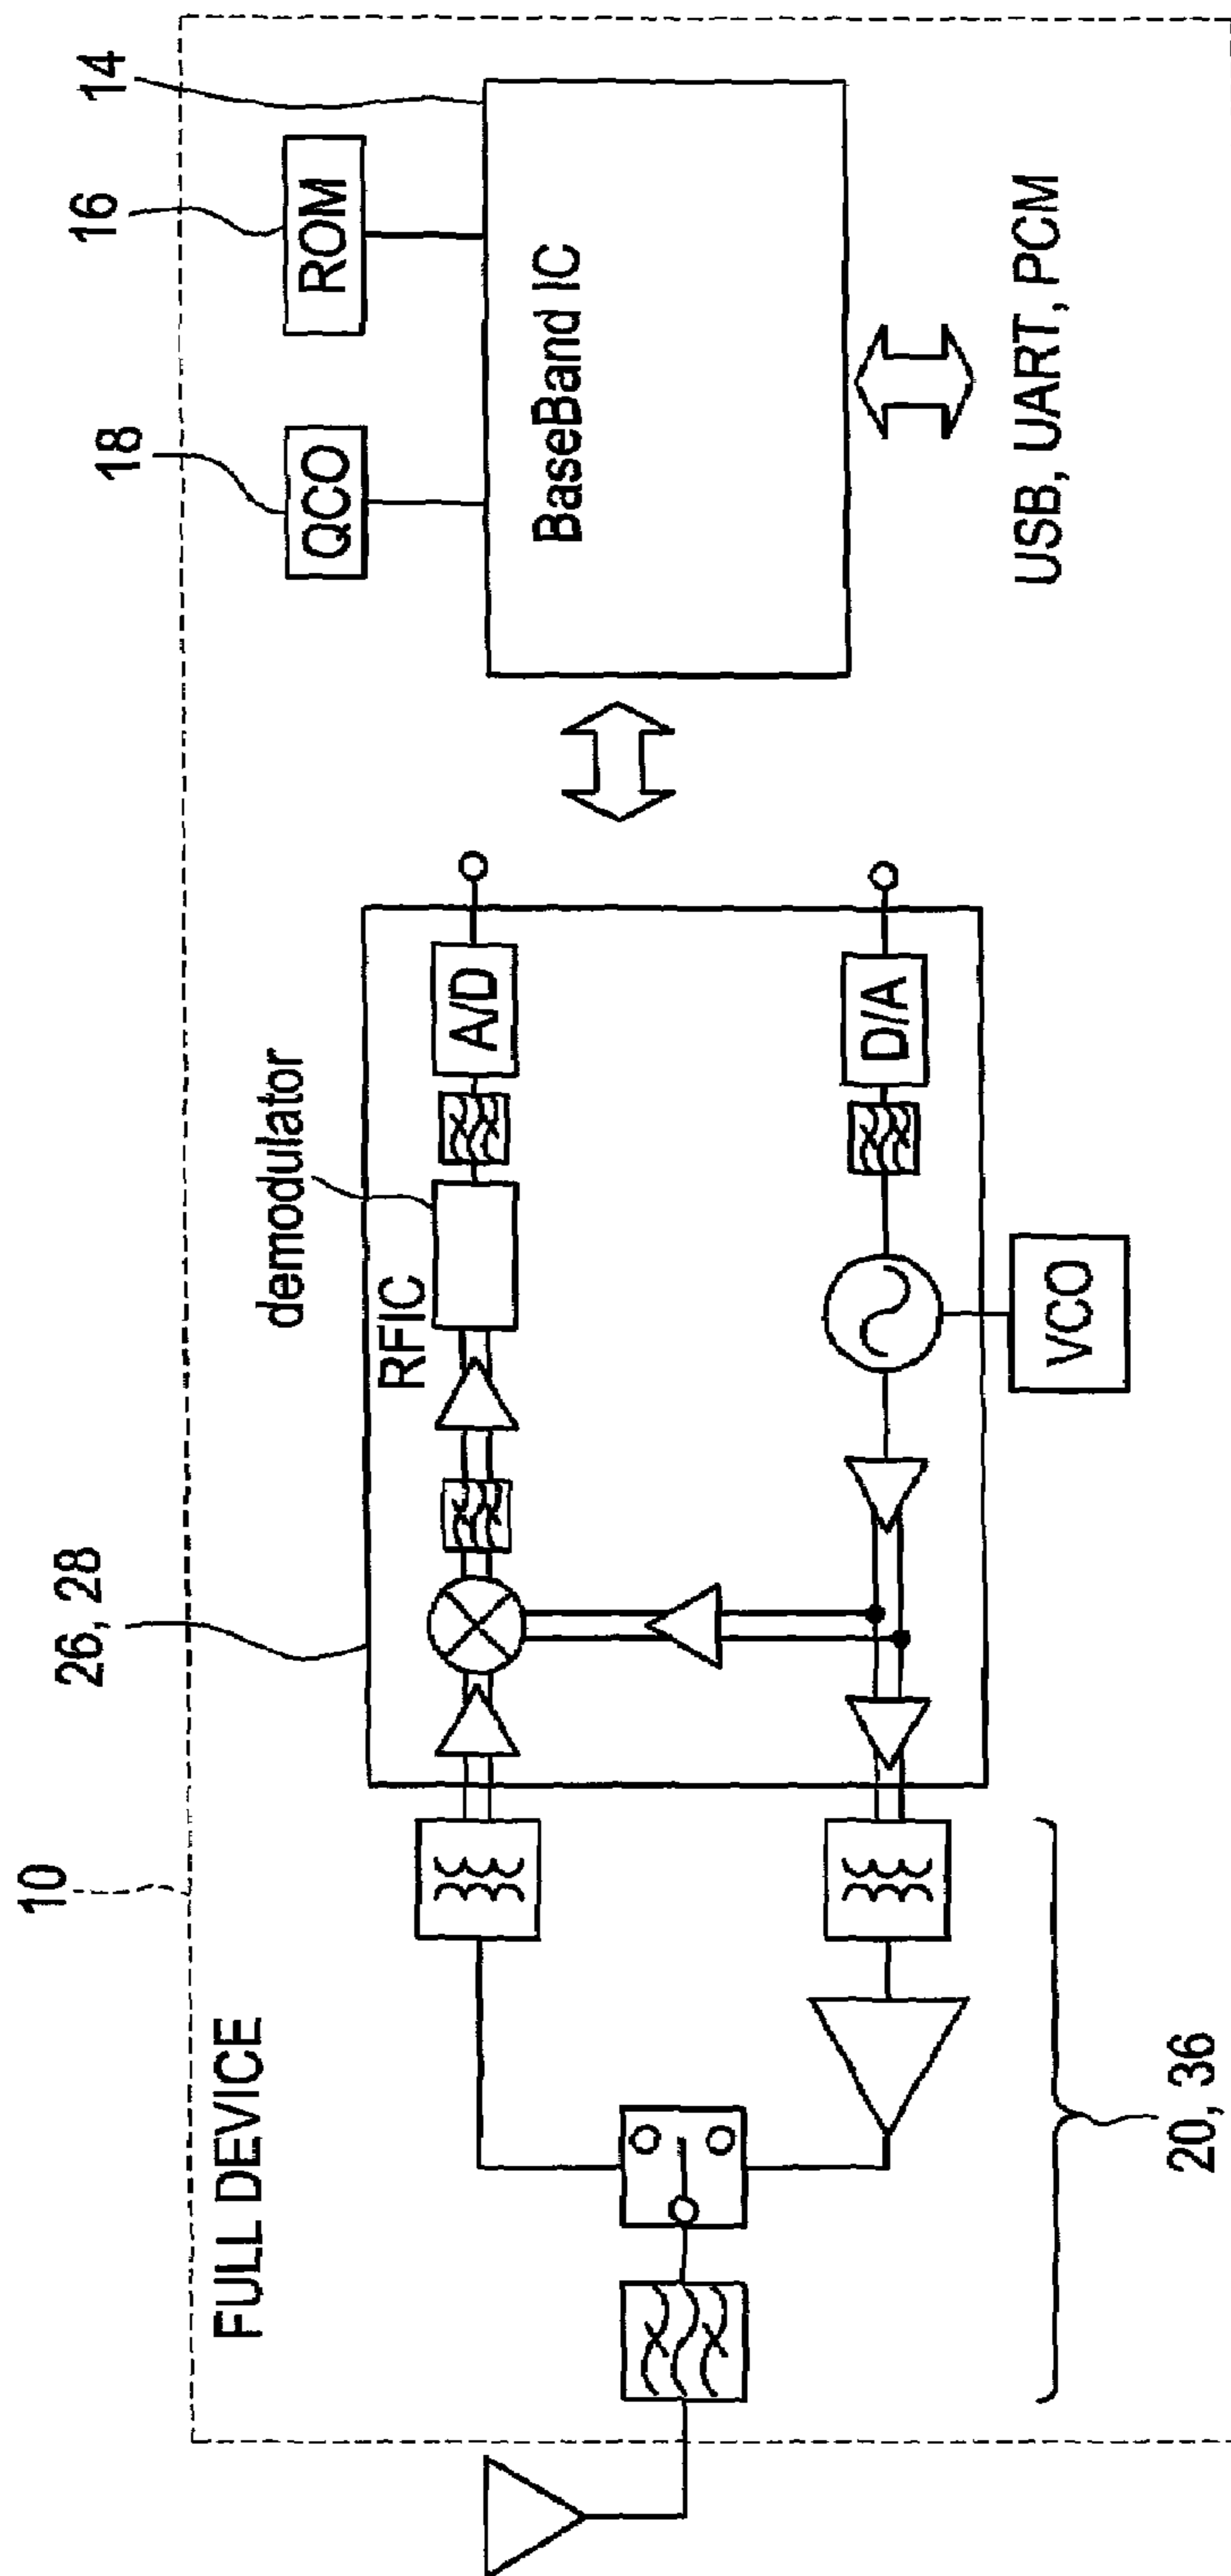 10
26, 28
18
16
14
FULL DEVICE
demodulator
RFIC
A/D
QCO
ROM
BaseBand IC
D/A
VCO
USB, UART, PCM
20, 36